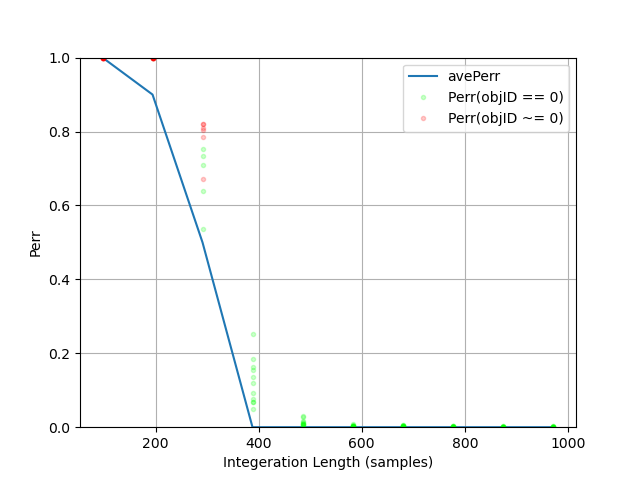 1.0
0.8
0.6
0.4
0.2
0.0
Perr
avePerr
Perr(objID == 0)
Perr(objID ~= 0)
200 400 600 800 1000
Integeration Length (samples)